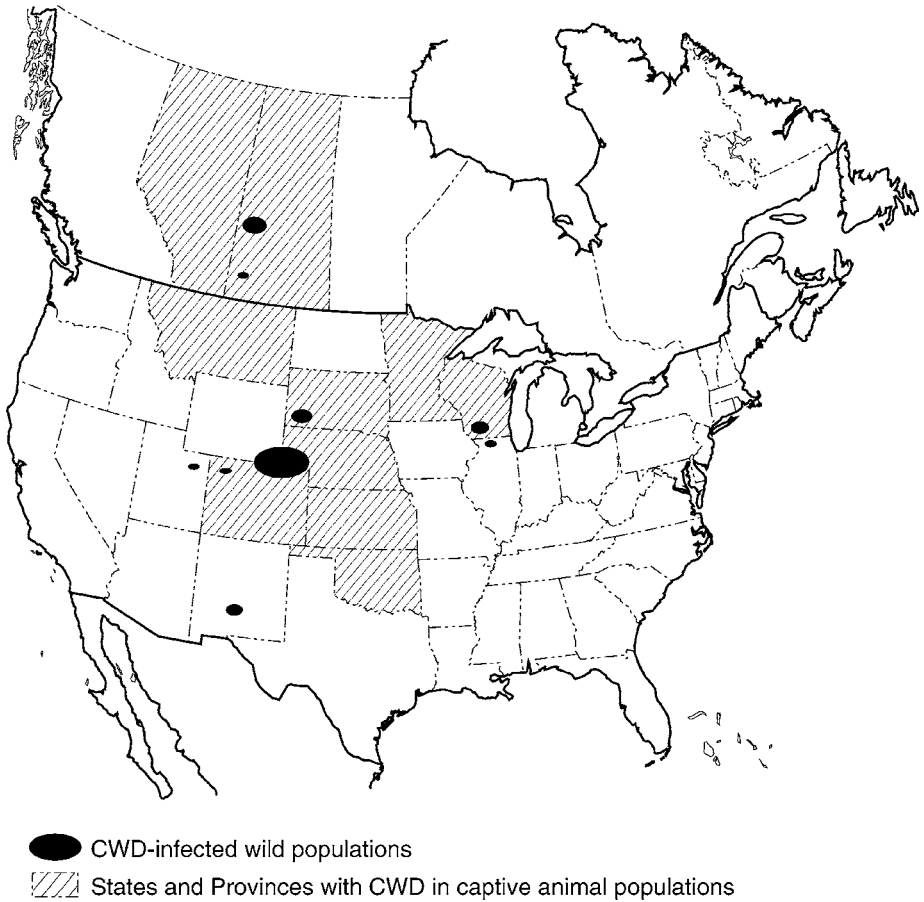 CWD-infected wild populations
States and Provinces with CWD in captive animal populations